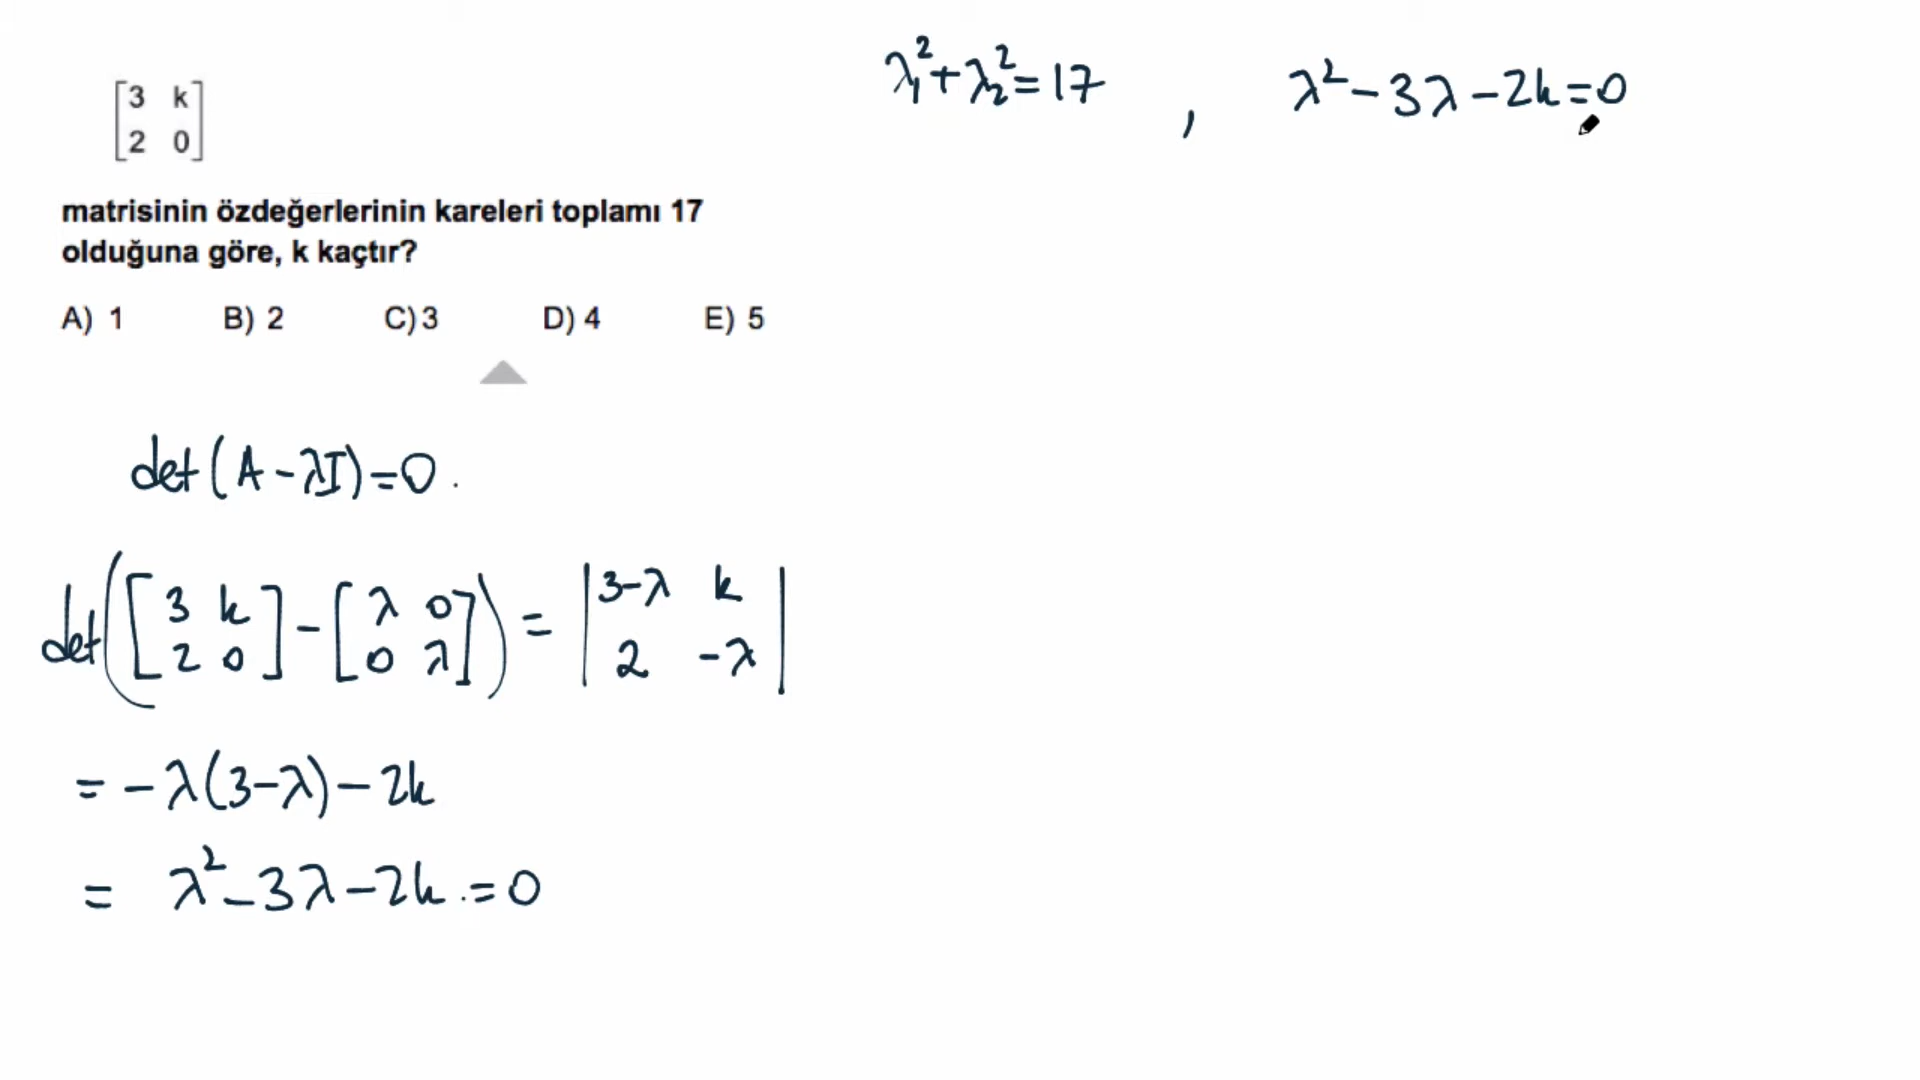 [3 k
2 0]
matrisinin özdeğerlerinin kareleri toplamı 17
olduğuna göre, k kaçtır?
A) 1 B) 2 C) 3 D) 4 E) 5
det(A-λI)=0.
det([3 k
2 0]-[λ 0
0 λ])=|3-λ k
2 -λ|
= -λ(3-λ)-2k
= λ²-3λ-2k.=0
λ₁²+λ₂²=17 , λ²-3λ-2k=0